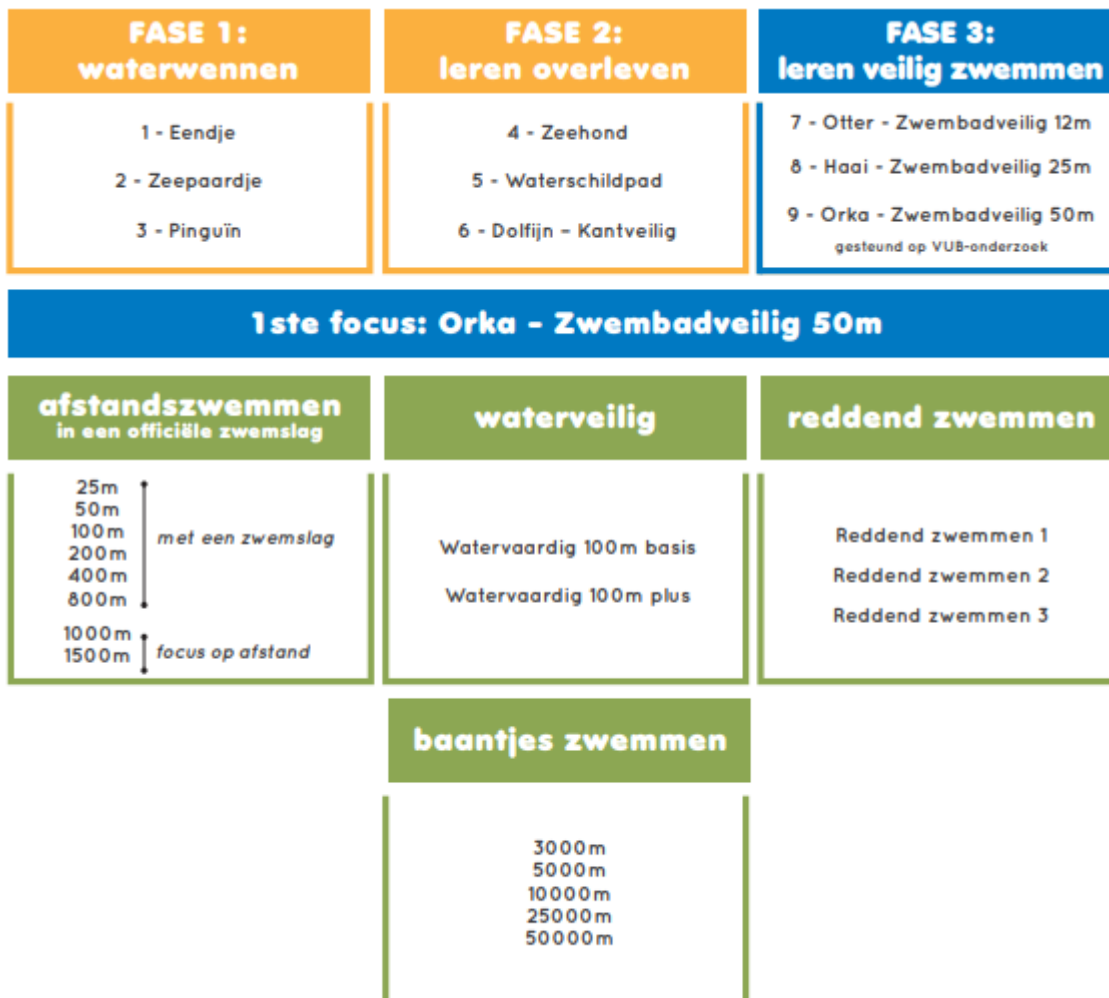 FASE 1:
waterwennen
1 - Eendje
2 - Zeepaardje
3 - Pinguïn
FASE 2:
leren overleven
4 - Zeehond
5 - Waterschildpad
6 - Dolfijn – Kantveilig
FASE 3:
leren veilig zwemmen
7 - Otter - Zwembadveilig 12m
8 - Haai - Zwembadveilig 25m
9 - Orka - Zwembadveilig 50m
gesteund op VUB-onderzoek
1ste focus: Orka - Zwembadveilig 50m
afstandszwemmen
in een officiële zwemslag
25m
50m
100m
200m
400m
800m
met een zwemslag
1000m
1500m
focus op afstand
waterveilig
Watervaardig 100m basis
Watervaardig 100m plus
reddend zwemmen
Reddend zwemmen 1
Reddend zwemmen 2
Reddend zwemmen 3
baantjes zwemmen
3000m
5000m
10000m
25000m
50000m